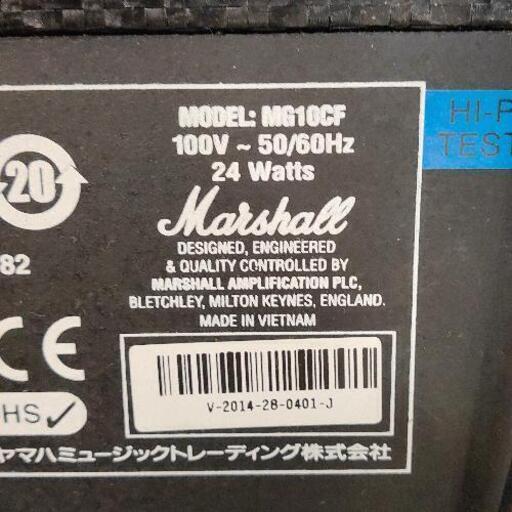 MODEL: MG10CF
100V ~ 50/60Hz
24 Watts
HI-P
TEST
20
Marshall
DESIGNED, ENGINEERED
& QUALITY CONTROLLED BY
MARSHALL AMPLIFICATION PLC,
BLETCHLEY, MILTON KEYNES, ENGLAND.
MADE IN VIETNAM
82
CE
HS✓
V-2014-28-0401-J
ヤマハミュージックトレーディング株式会社